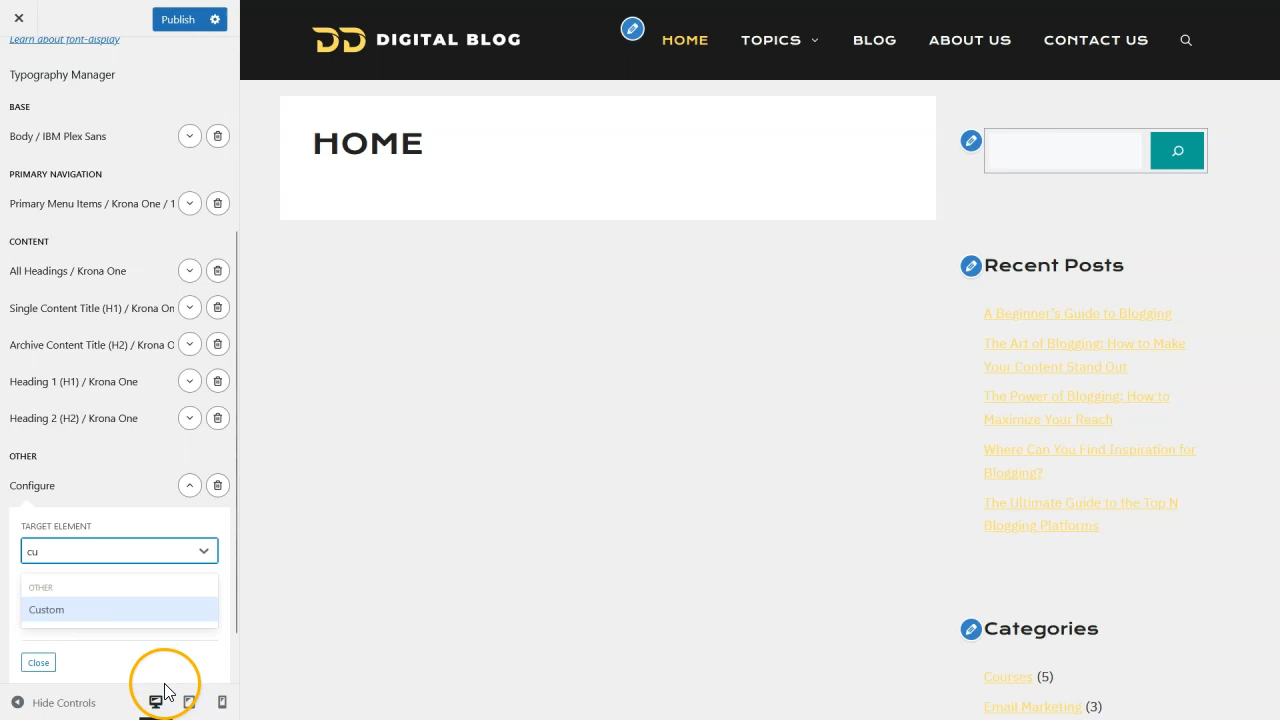 Publish
Learn about font-display
Typography Manager
BASE
Body / IBM Plex Sans
PRIMARY NAVIGATION
Primary Menu Items / Krona One / 1
CONTENT
All Headings / Krona One
Single Content Title (H1) / Krona On
Archive Content Title (H2) / Krona O
Heading 1 (H1) / Krona One
Heading 2 (H2) / Krona One
OTHER
Configure
TARGET ELEMENT
cu
OTHER
Custom
Close
Hide Controls
DD DIGITAL BLOG
HOME TOPICS BLOG ABOUT US CONTACT US
HOME
Recent Posts
A Beginner's Guide to Blogging
The Art of Blogging: How to Make
Your Content Stand Out
The Power of Blogging: How to
Maximize Your Reach
Where Can You Find Inspiration for
Blogging?
The Ultimate Guide to the Top N
Blogging Platforms
Categories
Courses (5)
Email Marketing (3)